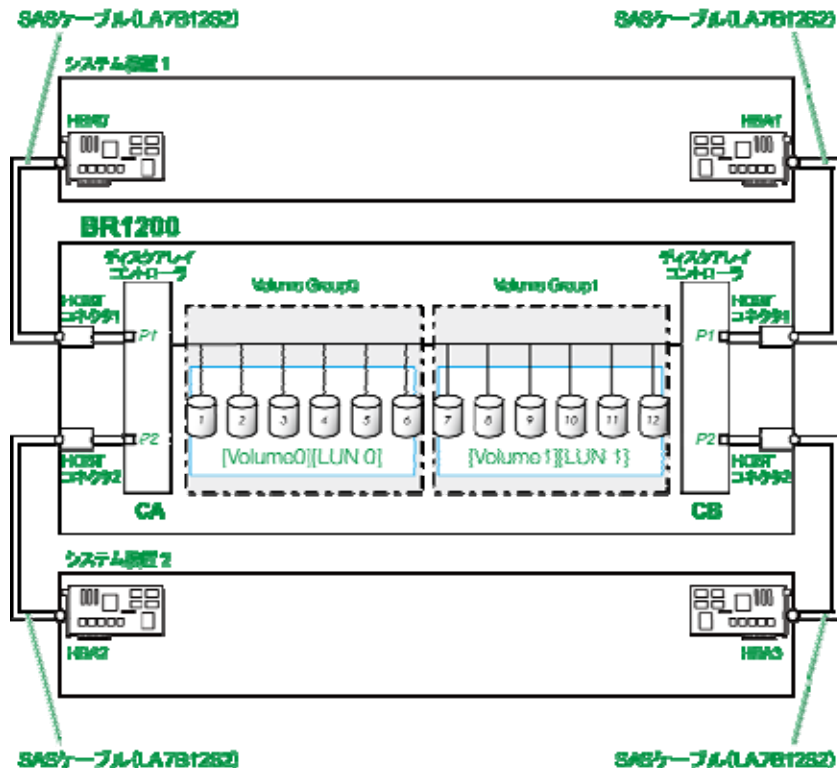 SASケーブル(LA7B12S2)
SASケーブル(LA7B12S2)
システム装置 1
HBA0
HBA1
BR1200
ディスクアレイ
コントローラ
ディスクアレイ
コントローラ
Volume Group0
Volume Group1
HOST
コネクタ1
HOST
コネクタ1
P1
P1
1
2
3
4
5
6
7
8
9
10
11
12
P2
P2
[Volume0][LUN 0]
[Volume1][LUN 1]
HOST
コネクタ2
HOST
コネクタ2
CA
CB
システム装置 2
HBA2
HBA3
SASケーブル(LA7B12S2)
SASケーブル(LA7B12S2)